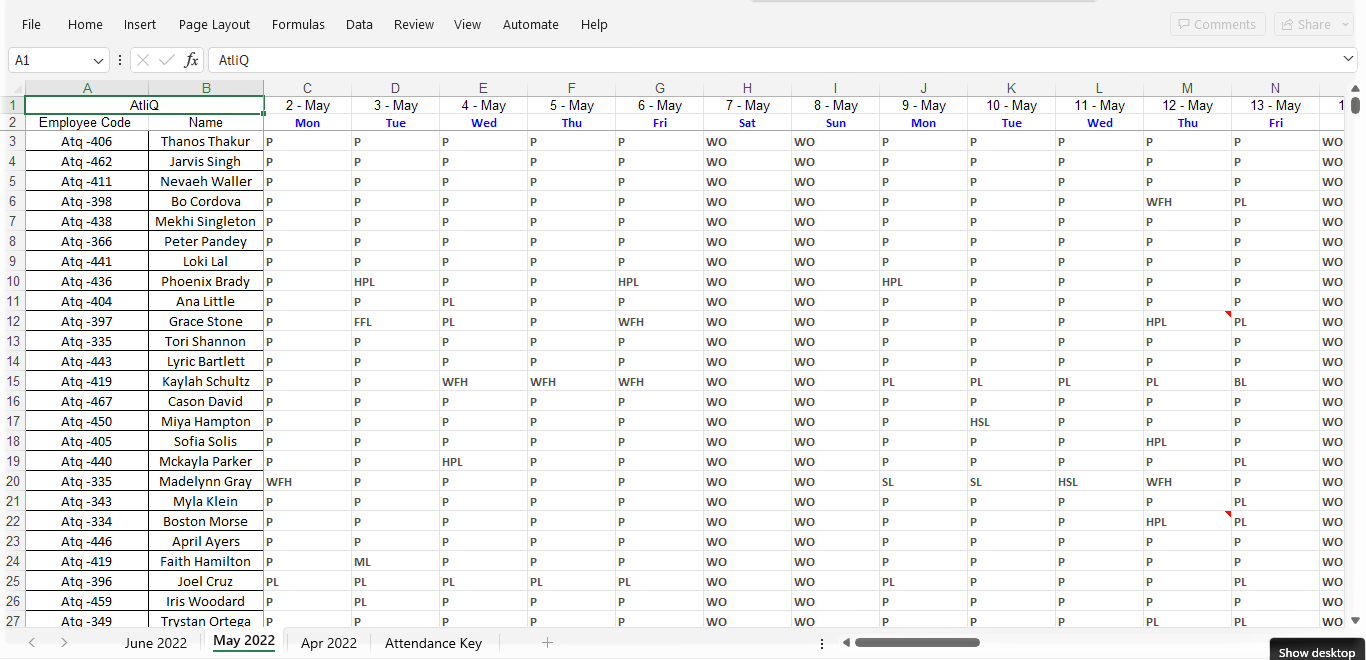 File Home Insert Page Layout Formulas Data Review View Automate Help Comments Share
A1 fx AtliQ
A B C D E F G H I J K L M N
1 AtliQ 2 - May 3 - May 4 - May 5 - May 6 - May 7 - May 8 - May 9 - May 10 - May 11 - May 12 - May 13 - May 1
2 Employee Code Name Mon Tue Wed Thu Fri Sat Sun Mon Tue Wed Thu Fri
3 Atq -406 Thanos Thakur P P P P P WO WO P P P P P WO
4 Atq -462 Jarvis Singh P P P P P WO WO P P P P P WO
5 Atq -411 Nevaeh Waller P P P P P WO WO P P P P P WO
6 Atq -398 Bo Cordova P P P P P WO WO P P P WFH PL WO
7 Atq -438 Mekhi Singleton P P P P P WO WO P P P P P WO
8 Atq -366 Peter Pandey P P P P P WO WO P P P P P WO
9 Atq -441 Loki Lal P P P P P WO WO P P P P P WO
10 Atq -436 Phoenix Brady P HPL P P HPL WO WO HPL P P P P WO
11 Atq -404 Ana Little P P PL P P WO WO P P P P P WO
12 Atq -397 Grace Stone P FFL PL P WFH WO WO P P P HPL PL WO
13 Atq -335 Tori Shannon P P P P P WO WO P P P P P WO
14 Atq -443 Lyric Bartlett P P P P P WO WO P P P P P WO
15 Atq -419 Kaylah Schultz P P WFH WFH WFH WO WO PL PL PL PL BL WO
16 Atq -467 Cason David P P P P P WO WO P P P P P WO
17 Atq -450 Miya Hampton P P P P P WO WO P HSL P P P WO
18 Atq -405 Sofia Solis P P P P P WO WO P P P HPL P WO
19 Atq -440 Mckayla Parker P P HPL P P WO WO P P P P PL WO
20 Atq -335 Madelynn Gray WFH P P P P WO WO SL SL HSL WFH P WO
21 Atq -343 Myla Klein P P P P P WO WO P P P P PL WO
22 Atq -334 Boston Morse P P P P P WO WO P P P HPL PL WO
23 Atq -446 April Ayers P P P P P WO WO P P P P P WO
24 Atq -419 Faith Hamilton P ML P P P WO WO P P P P P WO
25 Atq -396 Joel Cruz PL PL PL PL PL WO WO PL P P P PL WO
26 Atq -459 Iris Woodard P PL P P P WO WO P P P P P WO
27 Atq -349 Trystan Ortega P P P P P WO WO P P P PL PL WO
June 2022 May 2022 Apr 2022 Attendance Key
Show desktop